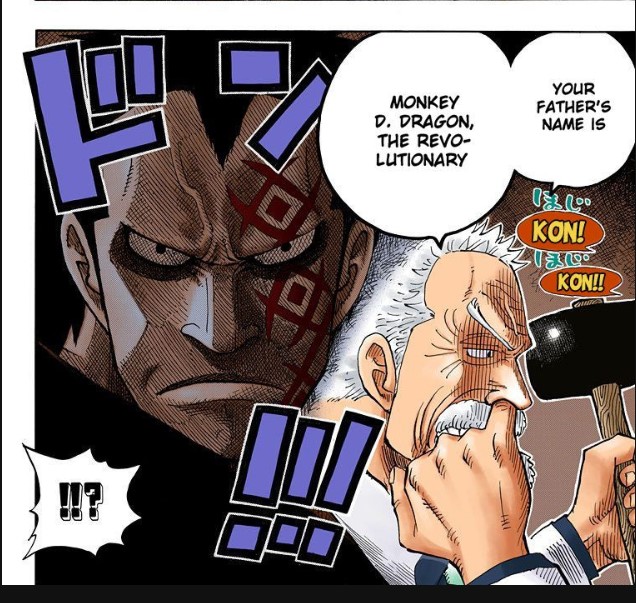 YOUR
FATHER'S
NAME IS
MONKEY
D. DRAGON,
THE REVO-
LUTIONARY
ドン
!!!
ほじ
KON!
ほじ
KON!!
!!?